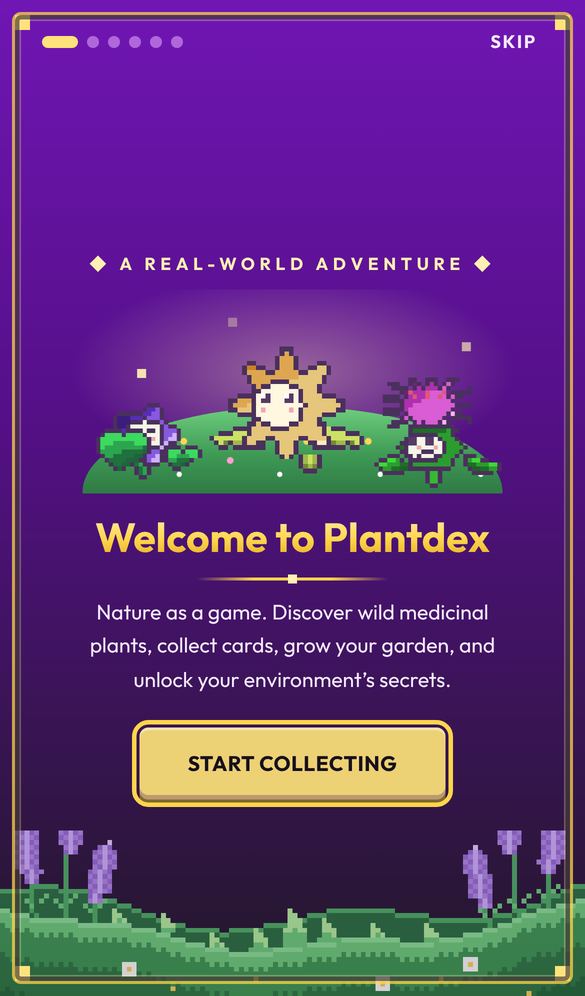 SKIP
A REAL-WORLD ADVENTURE
Welcome to Plantdex
Nature as a game. Discover wild medicinal
plants, collect cards, grow your garden, and
unlock your environment’s secrets.
START COLLECTING